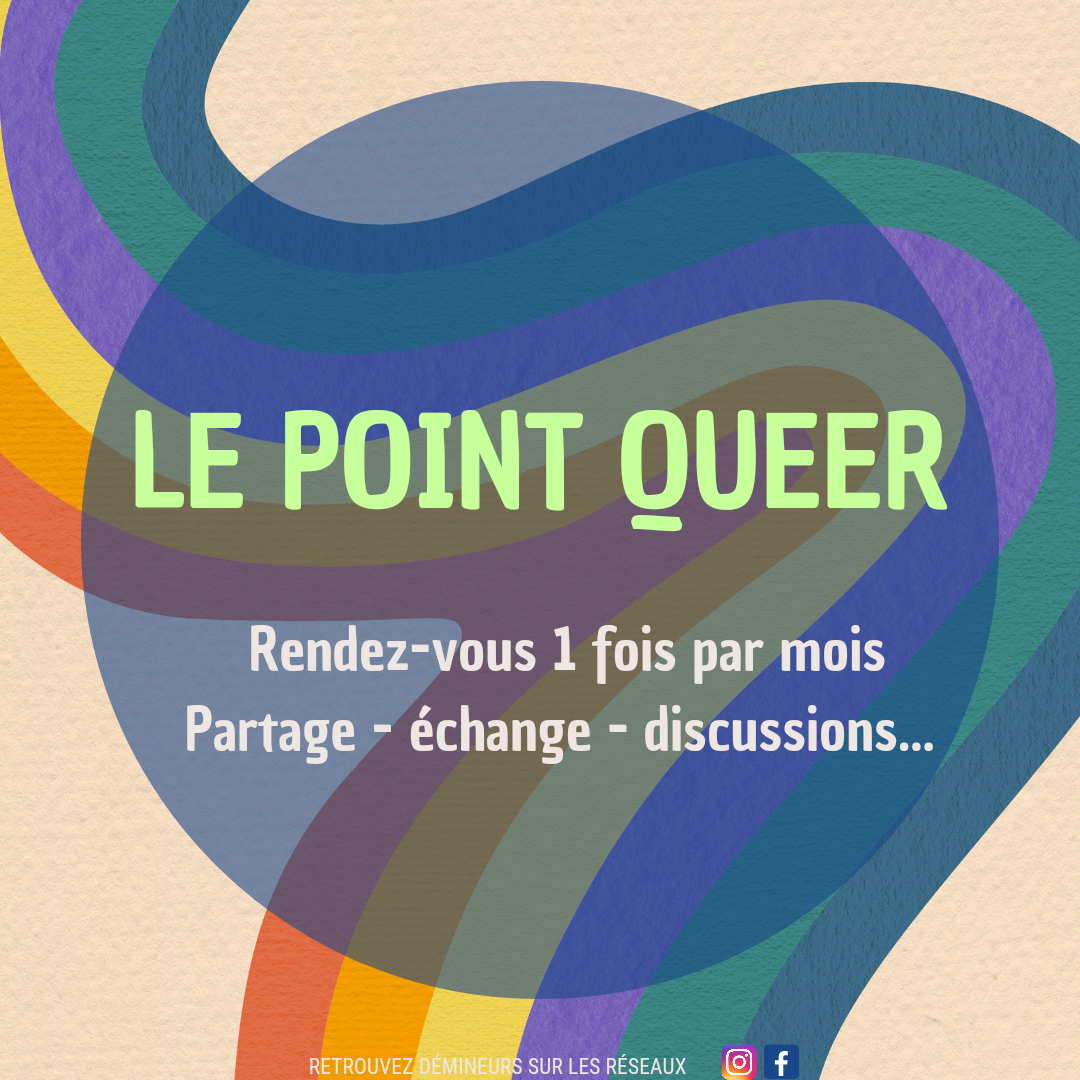 LE POINT QUEER
Rendez-vous 1 fois par mois
Partage - échange - discussions...
RETROUVEZ DÉMINEURS SUR LES RÉSEAUX